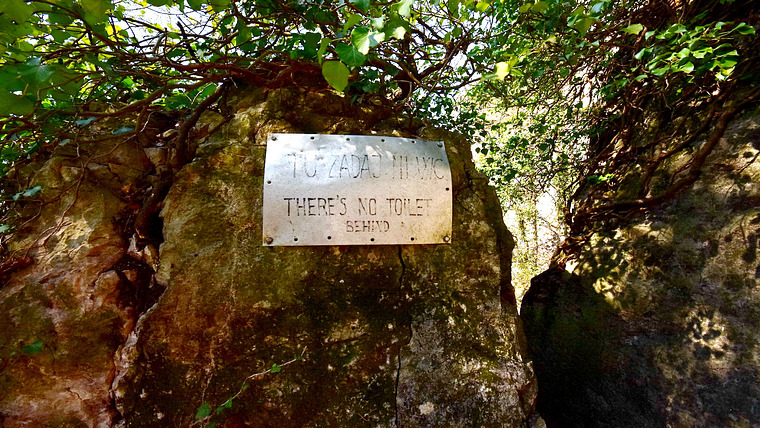 TU ZADAJ NI WC
THERE'S NO TOILET
BEHIND